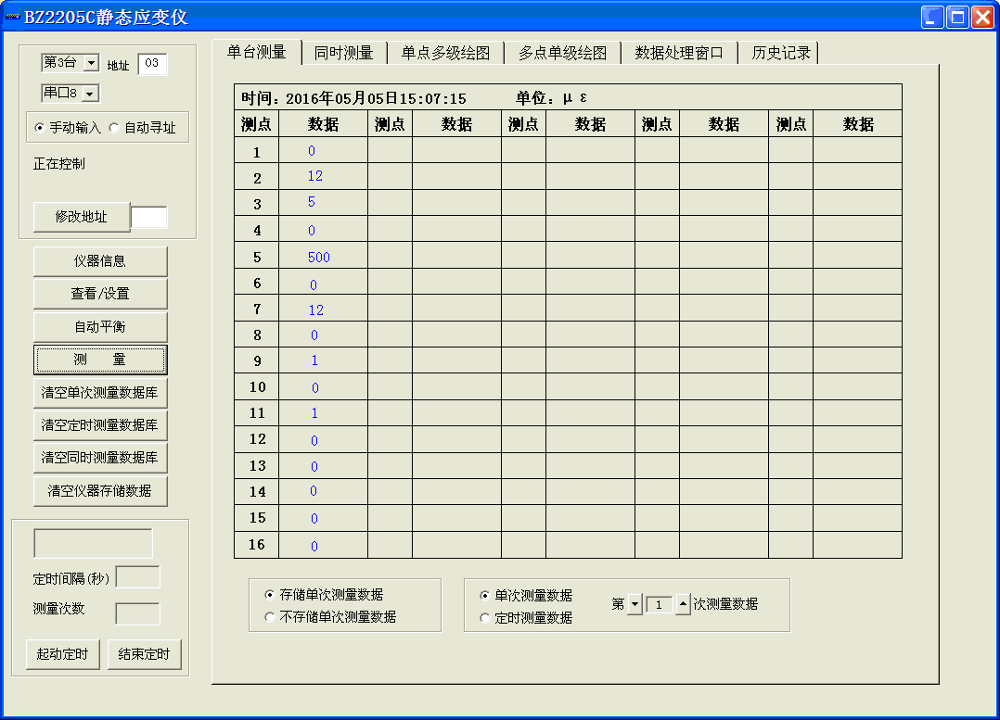 BZ2205C静态应变仪
第3台 地址 03
串口8
手动输入 自动寻址
正在控制
修改地址
仪器信息
查看/设置
自动平衡
测 量
清空单次测量数据库
清空定时测量数据库
清空同时测量数据库
清空仪器存储数据
定时间隔(秒)
测量次数
起动定时 结束定时
单台测量 同时测量 单点多级绘图 多点单级绘图 数据处理窗口 历史记录
时间：2016年05月05日15:07:15 单位：μ ε
测点 数据 测点 数据 测点 数据 测点 数据 测点 数据
1 0
2 12
3 5
4 0
5 500
6 0
7 12
8 0
9 1
10 0
11 1
12 0
13 0
14 0
15 0
16 0
存储单次测量数据
不存储单次测量数据
单次测量数据
定时测量数据
第 1 次测量数据